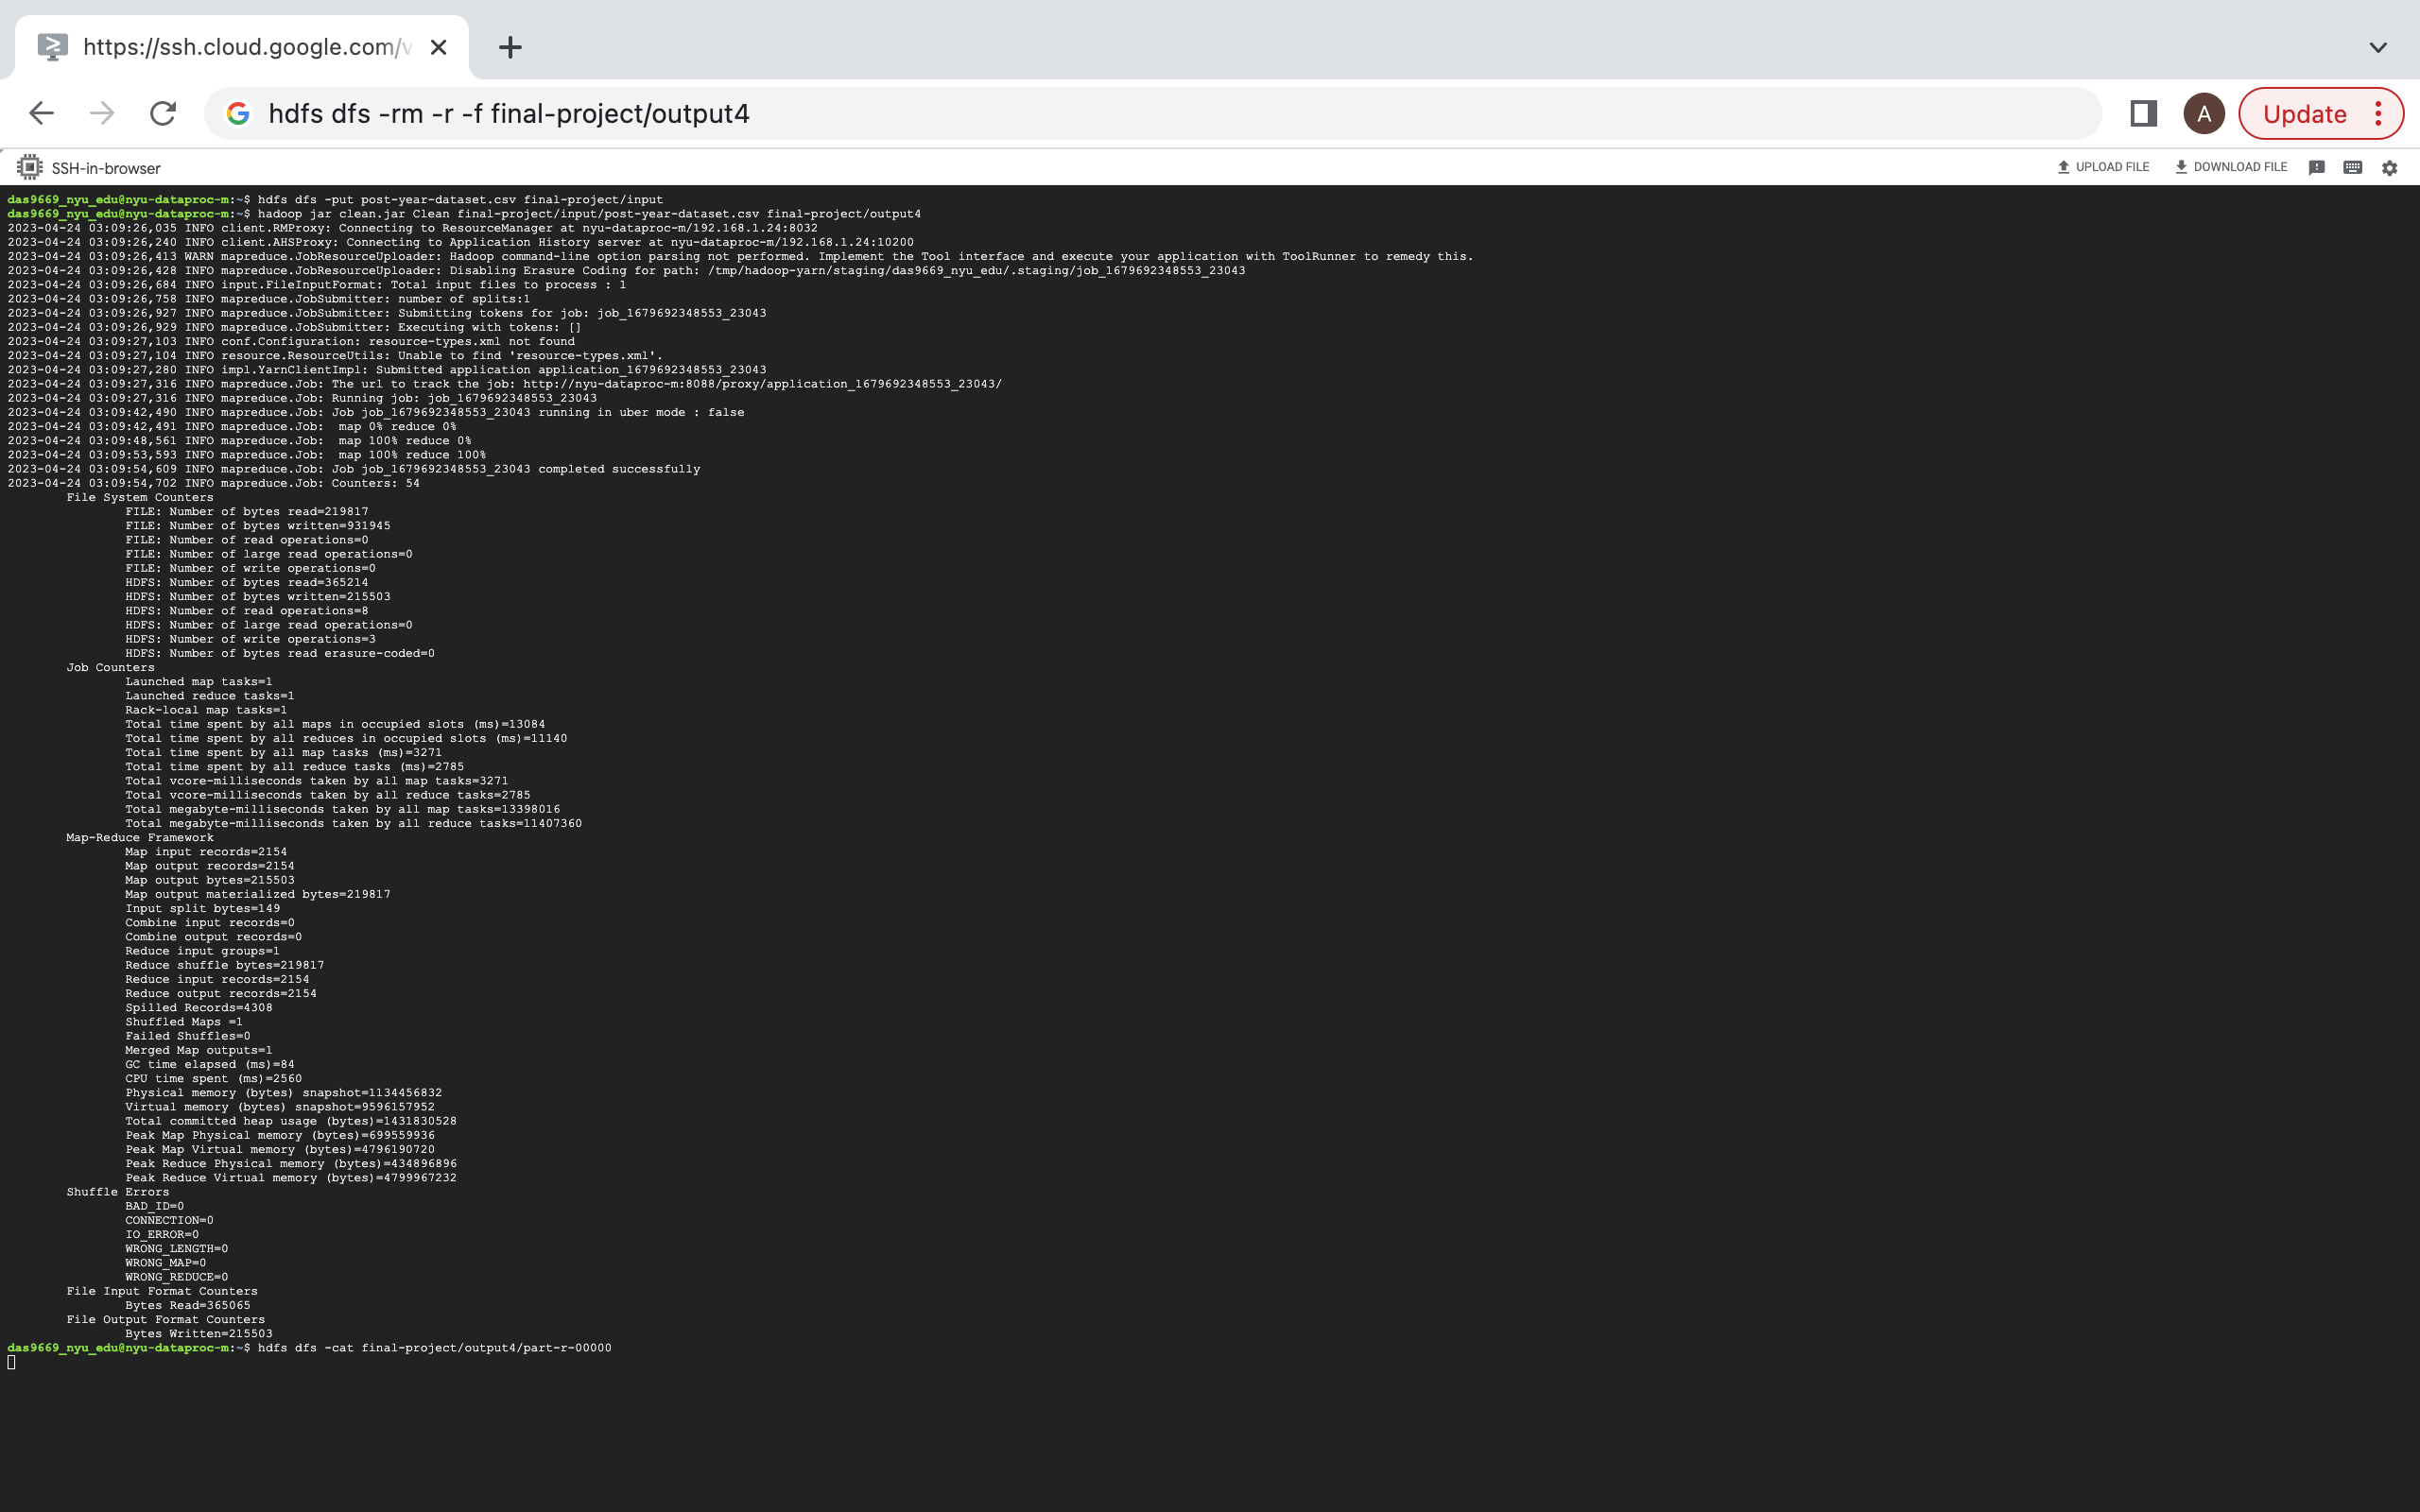 https://ssh.cloud.google.com/v
hdfs dfs -rm -r -f final-project/output4
A
Update
SSH-in-browser
UPLOAD FILE
DOWNLOAD FILE
das9669_nyu_edu@nyu-dataproc-m:~$ hdfs dfs -put post-year-dataset.csv final-project/input
das9669_nyu_edu@nyu-dataproc-m:~$ hadoop jar clean.jar Clean final-project/input/post-year-dataset.csv final-project/output4
2023-04-24 03:09:26,035 INFO client.RMProxy: Connecting to ResourceManager at nyu-dataproc-m/192.168.1.24:8032
2023-04-24 03:09:26,240 INFO client.AHSProxy: Connecting to Application History server at nyu-dataproc-m/192.168.1.24:10200
2023-04-24 03:09:26,413 WARN mapreduce.JobResourceUploader: Hadoop command-line option parsing not performed. Implement the Tool interface and execute your application with ToolRunner to remedy this.
2023-04-24 03:09:26,428 INFO mapreduce.JobResourceUploader: Disabling Erasure Coding for path: /tmp/hadoop-yarn/staging/das9669_nyu_edu/.staging/job_1679692348553_23043
2023-04-24 03:09:26,684 INFO input.FileInputFormat: Total input files to process : 1
2023-04-24 03:09:26,758 INFO mapreduce.JobSubmitter: number of splits:1
2023-04-24 03:09:26,927 INFO mapreduce.JobSubmitter: Submitting tokens for job: job_1679692348553_23043
2023-04-24 03:09:26,929 INFO mapreduce.JobSubmitter: Executing with tokens: []
2023-04-24 03:09:27,103 INFO conf.Configuration: resource-types.xml not found
2023-04-24 03:09:27,104 INFO resource.ResourceUtils: Unable to find 'resource-types.xml'.
2023-04-24 03:09:27,280 INFO impl.YarnClientImpl: Submitted application application_1679692348553_23043
2023-04-24 03:09:27,316 INFO mapreduce.Job: The url to track the job: http://nyu-dataproc-m:8088/proxy/application_1679692348553_23043/
2023-04-24 03:09:27,316 INFO mapreduce.Job: Running job: job_1679692348553_23043
2023-04-24 03:09:42,490 INFO mapreduce.Job: Job job_1679692348553_23043 running in uber mode : false
2023-04-24 03:09:42,491 INFO mapreduce.Job:  map 0% reduce 0%
2023-04-24 03:09:48,561 INFO mapreduce.Job:  map 100% reduce 0%
2023-04-24 03:09:53,593 INFO mapreduce.Job:  map 100% reduce 100%
2023-04-24 03:09:54,609 INFO mapreduce.Job: Job job_1679692348553_23043 completed successfully
2023-04-24 03:09:54,702 INFO mapreduce.Job: Counters: 54
File System Counters
FILE: Number of bytes read=219817
FILE: Number of bytes written=931945
FILE: Number of read operations=0
FILE: Number of large read operations=0
FILE: Number of write operations=0
HDFS: Number of bytes read=365214
HDFS: Number of bytes written=215503
HDFS: Number of read operations=8
HDFS: Number of large read operations=0
HDFS: Number of write operations=3
HDFS: Number of bytes read erasure-coded=0
Job Counters
Launched map tasks=1
Launched reduce tasks=1
Rack-local map tasks=1
Total time spent by all maps in occupied slots (ms)=13084
Total time spent by all reduces in occupied slots (ms)=11140
Total time spent by all map tasks (ms)=3271
Total time spent by all reduce tasks (ms)=2785
Total vcore-milliseconds taken by all map tasks=3271
Total vcore-milliseconds taken by all reduce tasks=2785
Total megabyte-milliseconds taken by all map tasks=13398016
Total megabyte-milliseconds taken by all reduce tasks=11407360
Map-Reduce Framework
Map input records=2154
Map output records=2154
Map output bytes=215503
Map output materialized bytes=219817
Input split bytes=149
Combine input records=0
Combine output records=0
Reduce input groups=1
Reduce shuffle bytes=219817
Reduce input records=2154
Reduce output records=2154
Spilled Records=4308
Shuffled Maps =1
Failed Shuffles=0
Merged Map outputs=1
GC time elapsed (ms)=84
CPU time spent (ms)=2560
Physical memory (bytes) snapshot=1134456832
Virtual memory (bytes) snapshot=9596157952
Total committed heap usage (bytes)=1431830528
Peak Map Physical memory (bytes)=699559936
Peak Map Virtual memory (bytes)=4796190720
Peak Reduce Physical memory (bytes)=434896896
Peak Reduce Virtual memory (bytes)=4799967232
Shuffle Errors
BAD_ID=0
CONNECTION=0
IO_ERROR=0
WRONG_LENGTH=0
WRONG_MAP=0
WRONG_REDUCE=0
File Input Format Counters
Bytes Read=365065
File Output Format Counters
Bytes Written=215503
das9669_nyu_edu@nyu-dataproc-m:~$ hdfs dfs -cat final-project/output4/part-r-00000